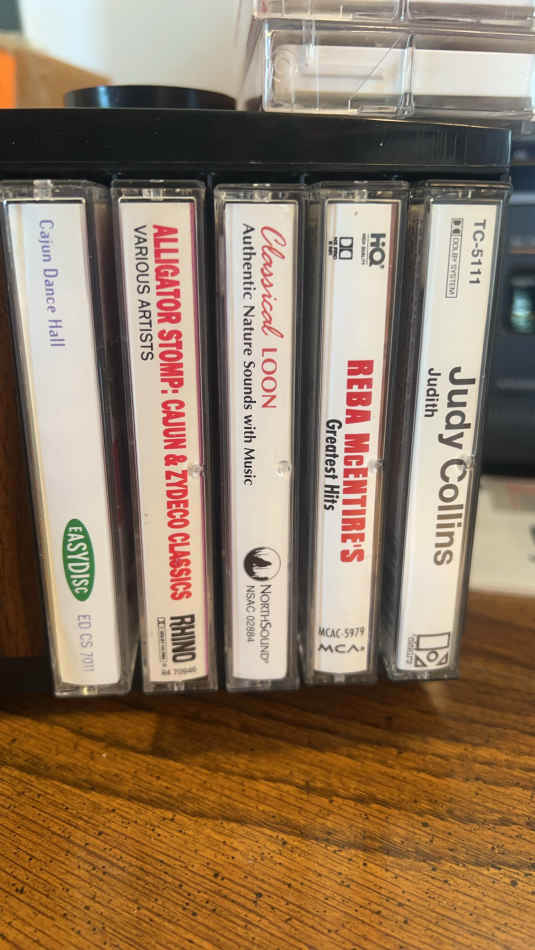 Cajun Dance Hall
EASYDISC
ED CS 7011
ALLIGATOR STOMP: CAJUN & ZYDECO CLASSICS
VARIOUS ARTISTS
RHINO
R4 70946
Classical LOON
Authentic Nature Sounds with Music
NORTHSOUND®
NSAC 02884
HQ
REBA McENTIRE'S
Greatest Hits
MCAC-5979
MCA
TC-5111
DOLBY SYSTEM
Judy Collins
Judith